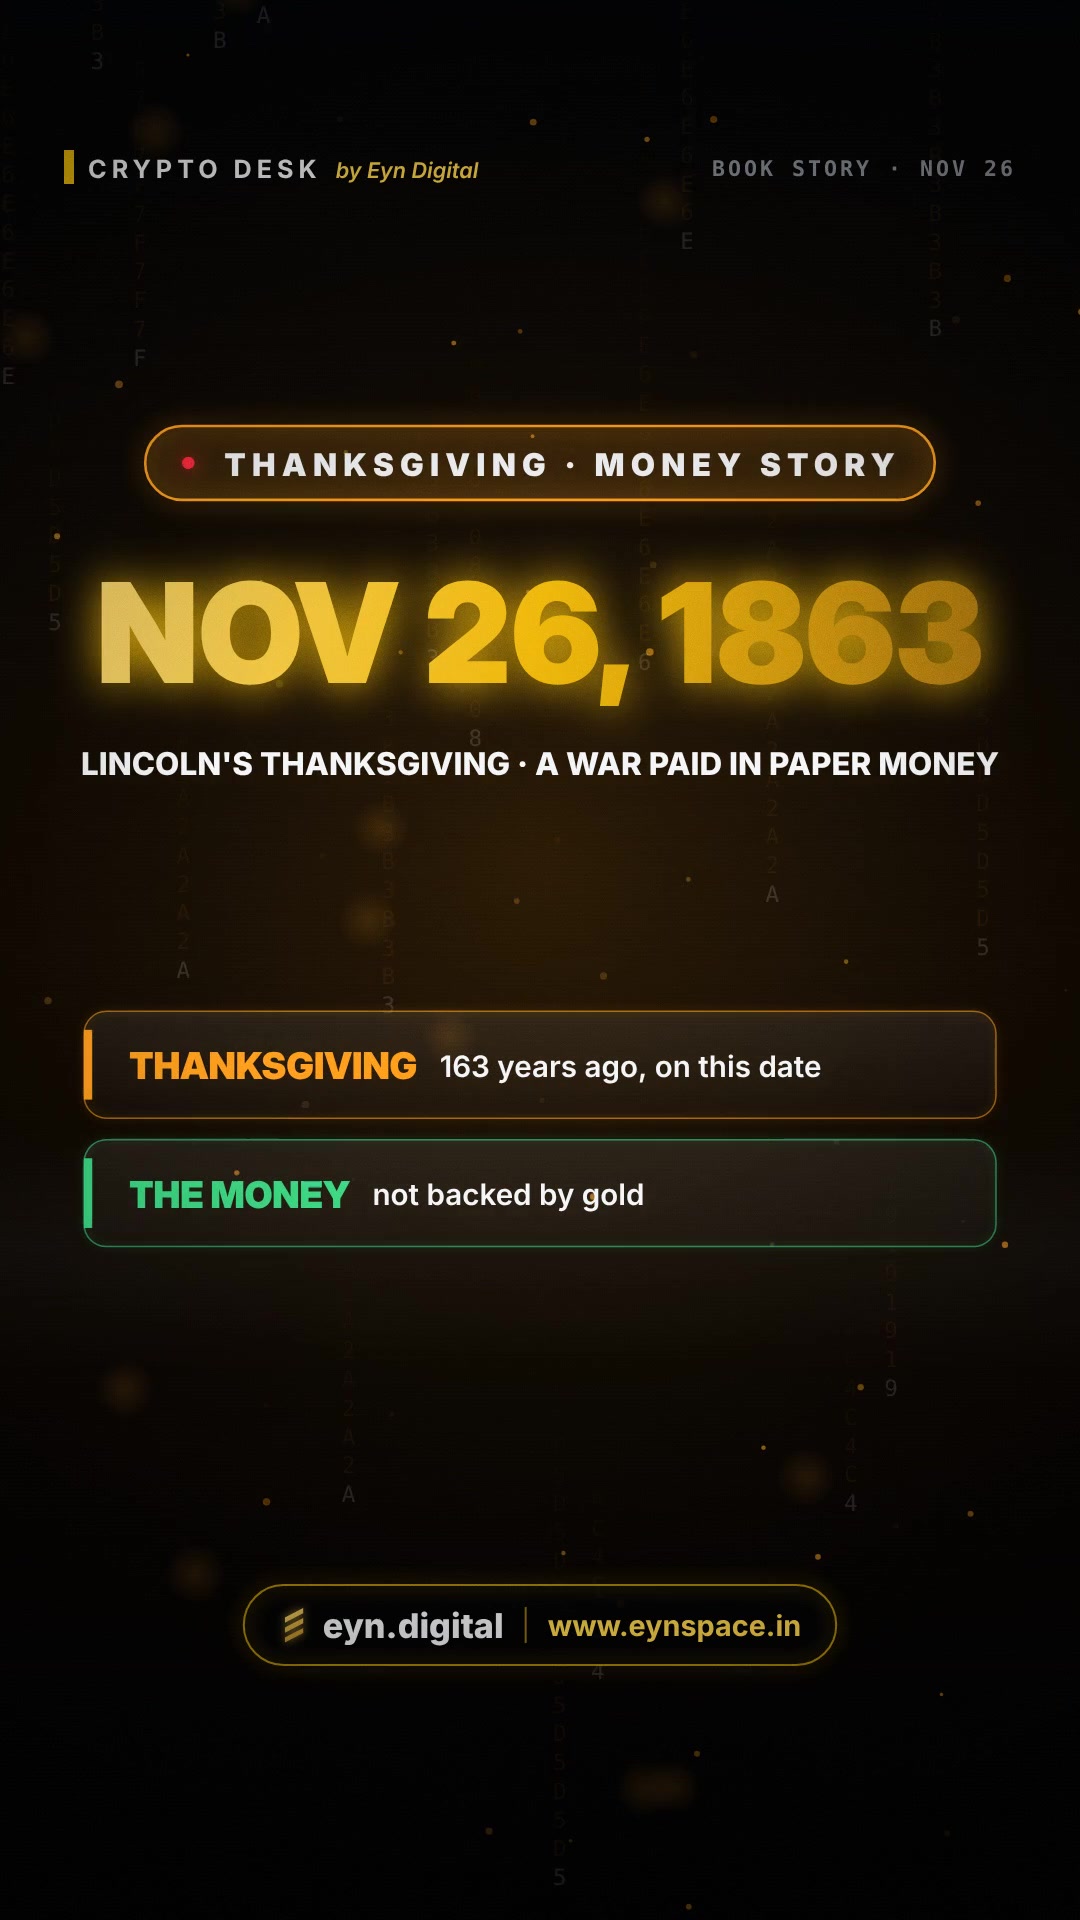 CRYPTO DESK by Eyn Digital
BOOK STORY · NOV 26
THANKSGIVING · MONEY STORY
NOV 26, 1863
LINCOLN'S THANKSGIVING · A WAR PAID IN PAPER MONEY
THANKSGIVING 163 years ago, on this date
THE MONEY not backed by gold
eyn.digital | www.eynspace.in